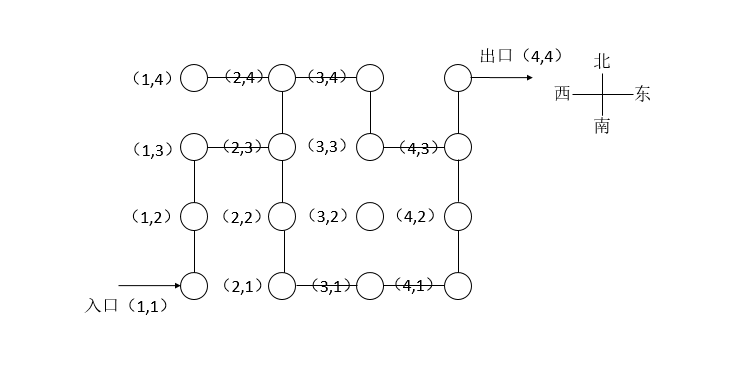 出口（4,4）
北
西 东
南
（1,4） （2,4） （3,4）
（1,3） （2,3） （3,3） （4,3）
（1,2） （2,2） （3,2） （4,2）
（2,1） （3,1） （4,1）
入口（1,1）